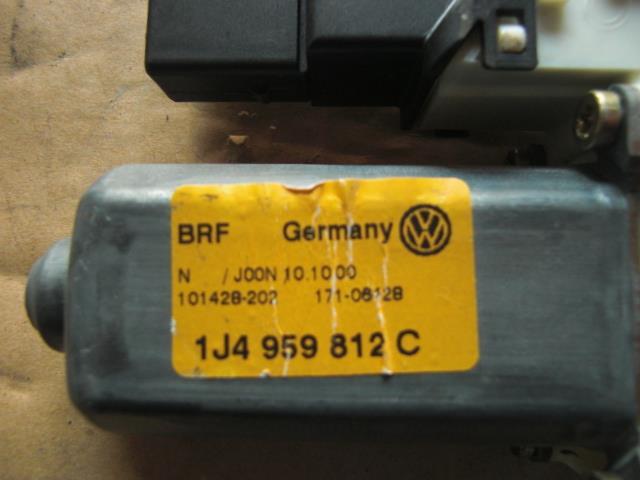 BRF Germany
N / J00N 10.10 00
101428-202 171-06128
1J4 959 812 C